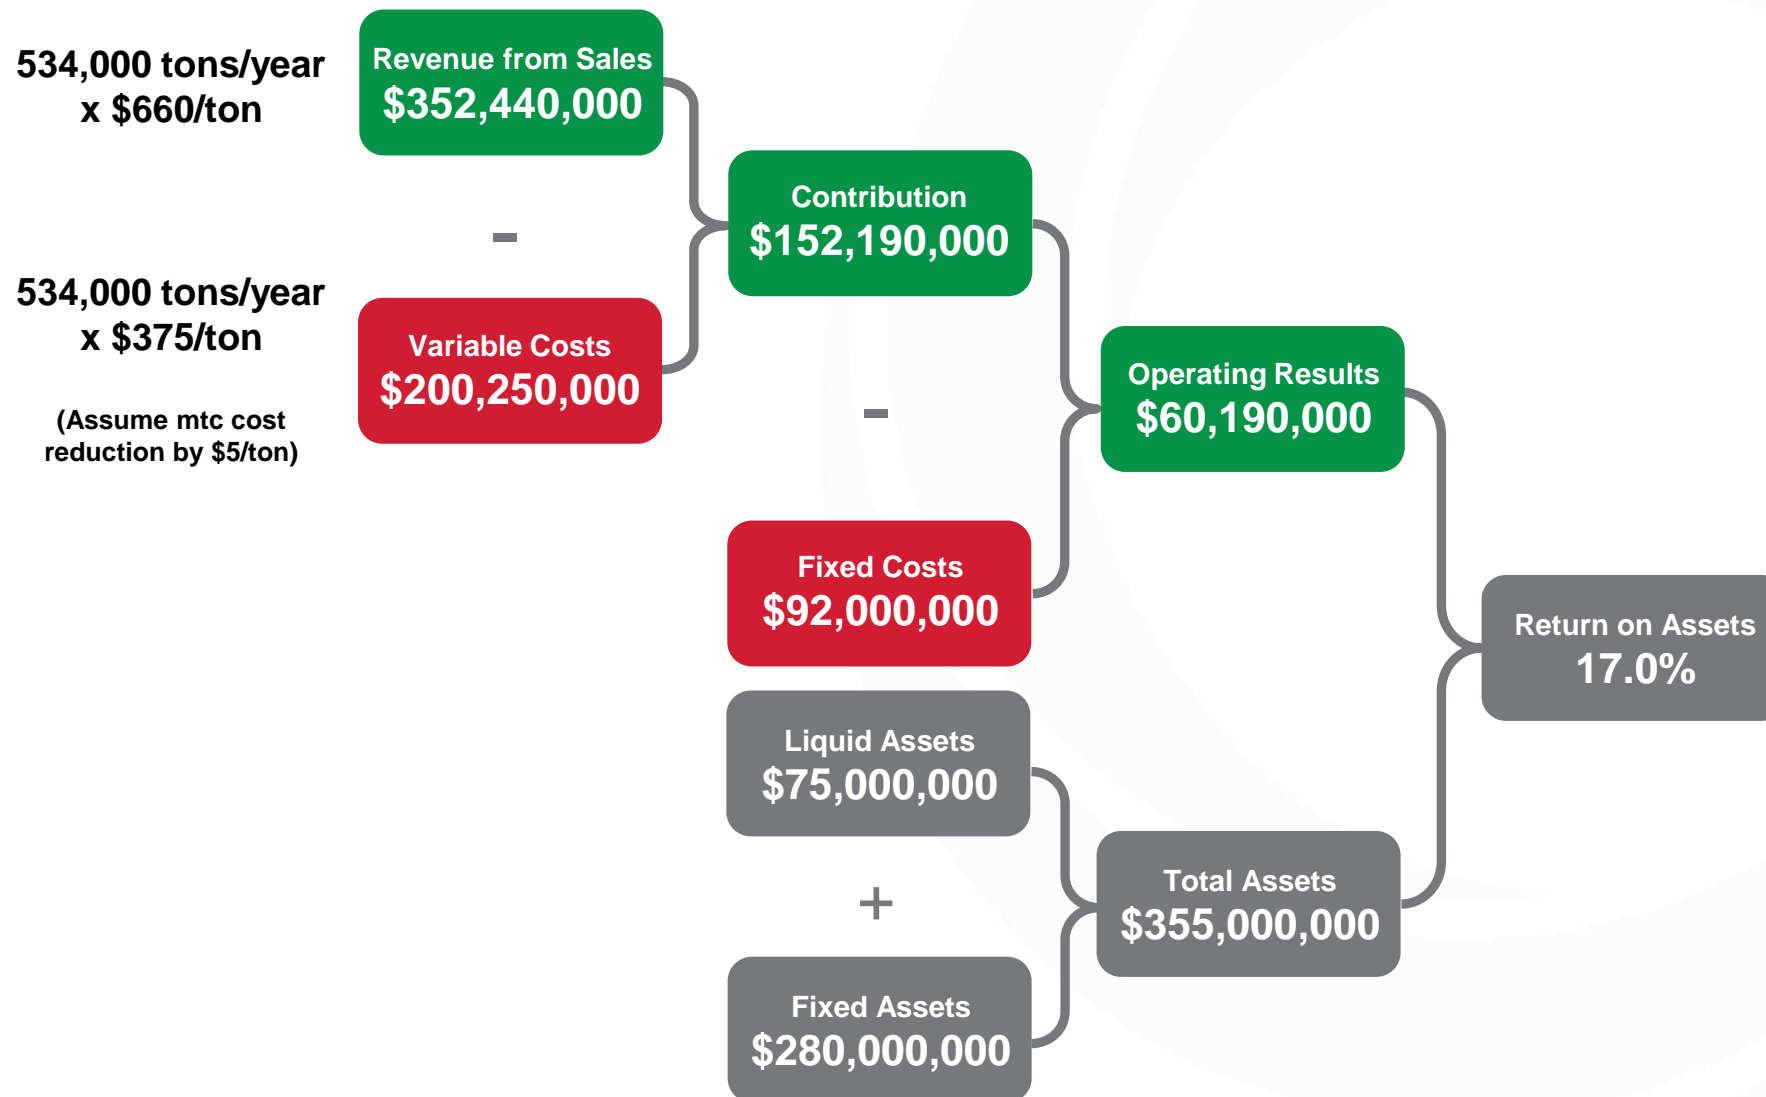 534,000 tons/year
x $660/ton
Revenue from Sales
$352,440,000
-
534,000 tons/year
x $375/ton
(Assume mtc cost
reduction by $5/ton)
Variable Costs
$200,250,000
Contribution
$152,190,000
-
Fixed Costs
$92,000,000
Operating Results
$60,190,000
Liquid Assets
$75,000,000
+
Fixed Assets
$280,000,000
Total Assets
$355,000,000
Return on Assets
17.0%